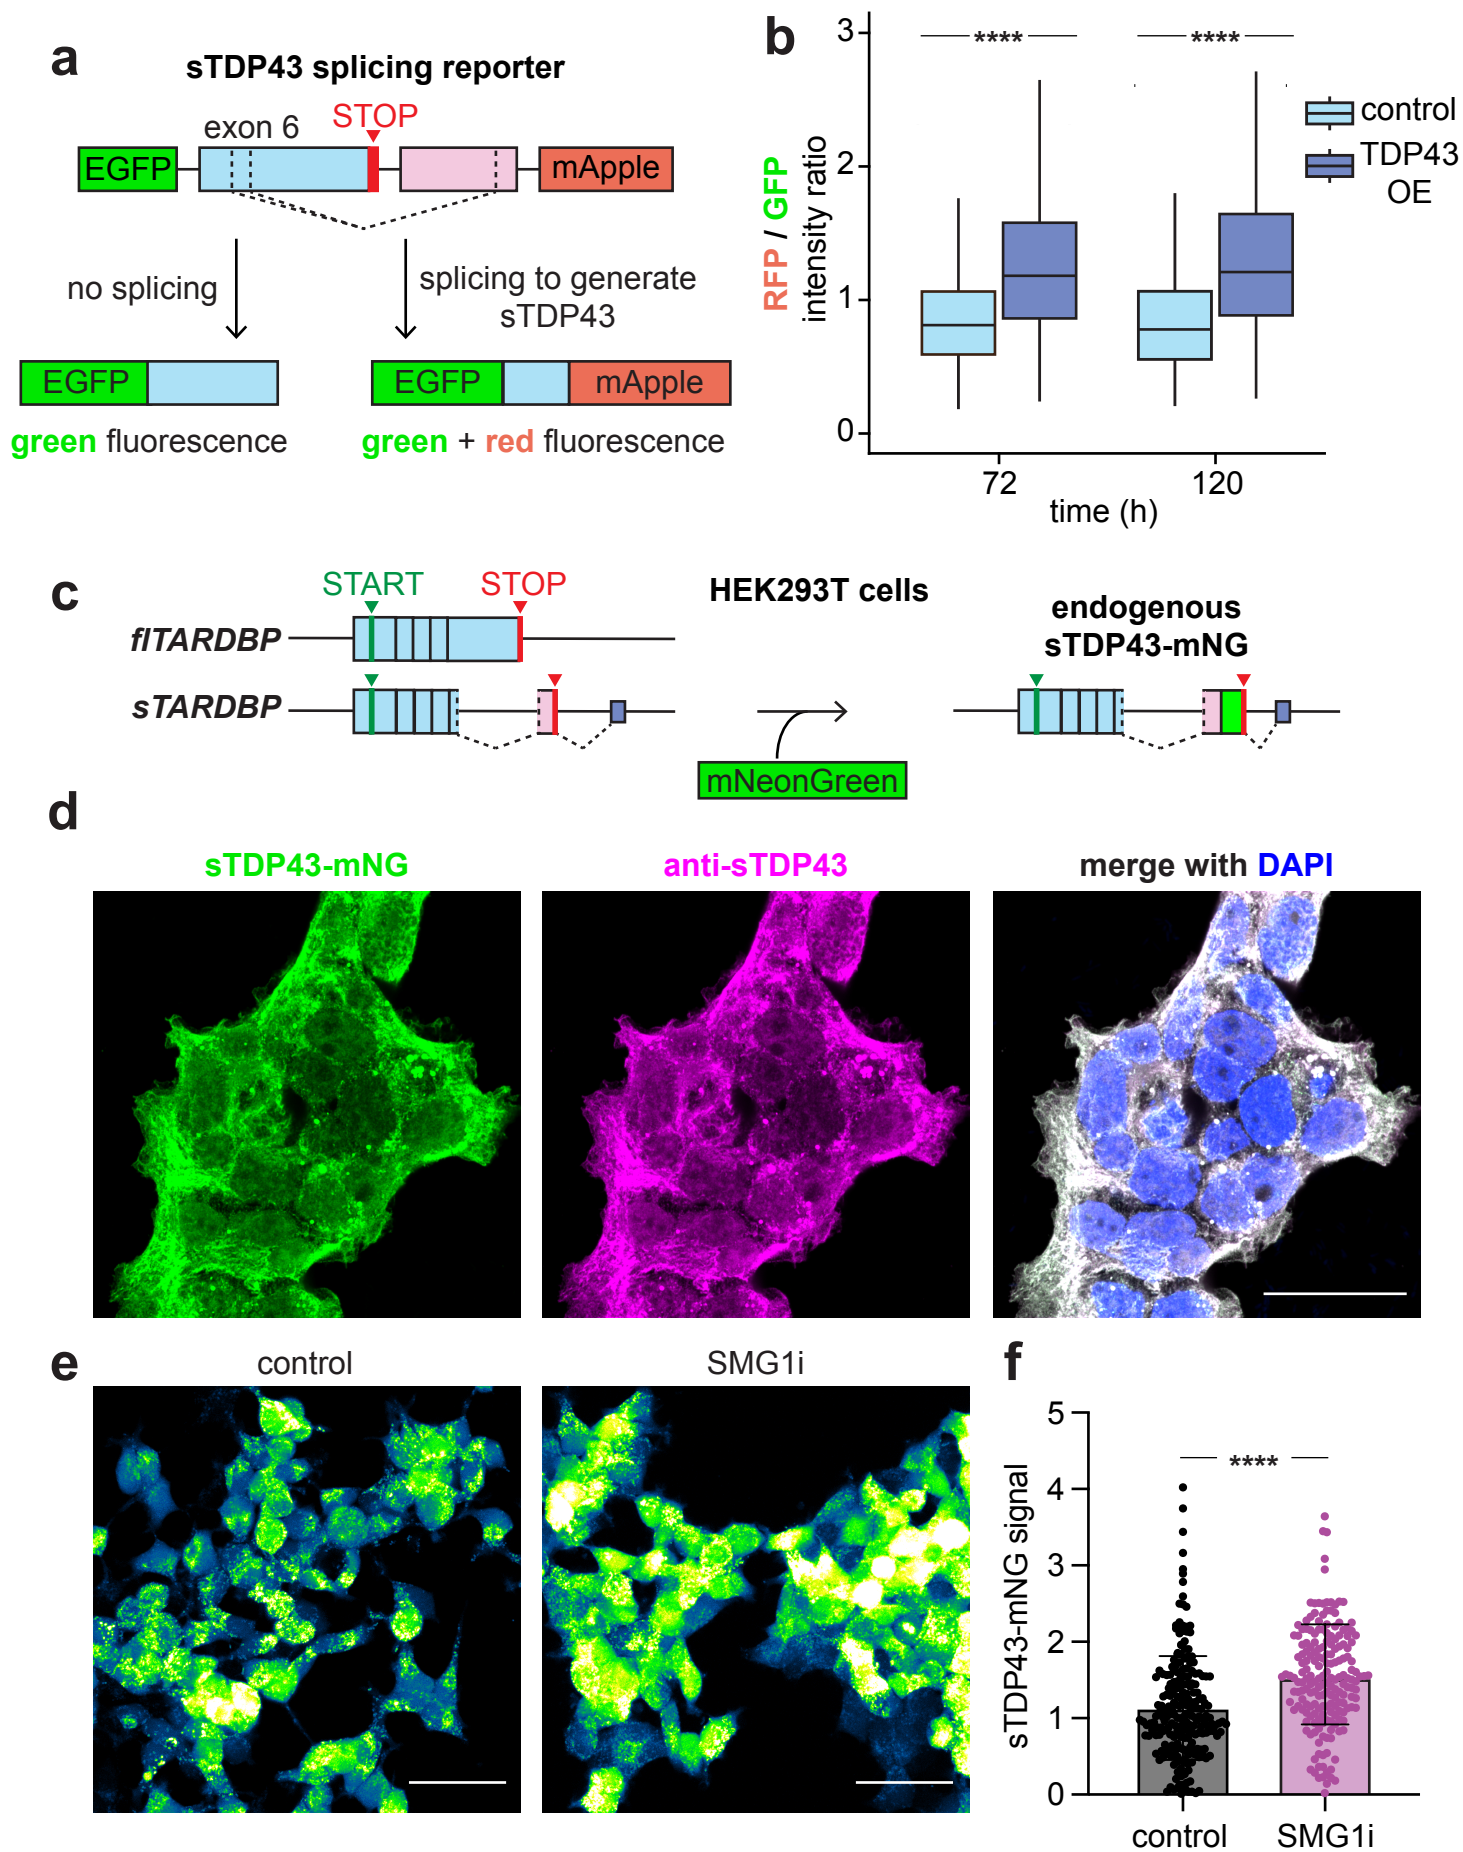 a
sTDP43 splicing reporter
exon 6
STOP
EGFP
mApple
no splicing
splicing to generate
sTDP43
EGFP
EGFP
mApple
green fluorescence
green + red fluorescence
b
3
2
1
0
RFP / GFP
intensity ratio
****
****
control
TDP43
OE
72
120
time (h)
c
START
STOP
flTARDBP
sTARDBP
HEK293T cells
mNeonGreen
endogenous
sTDP43-mNG
d
sTDP43-mNG
anti-sTDP43
merge with DAPI
e
control
SMG1i
f
5
4
3
2
1
0
sTDP43-mNG signal
****
control
SMG1i